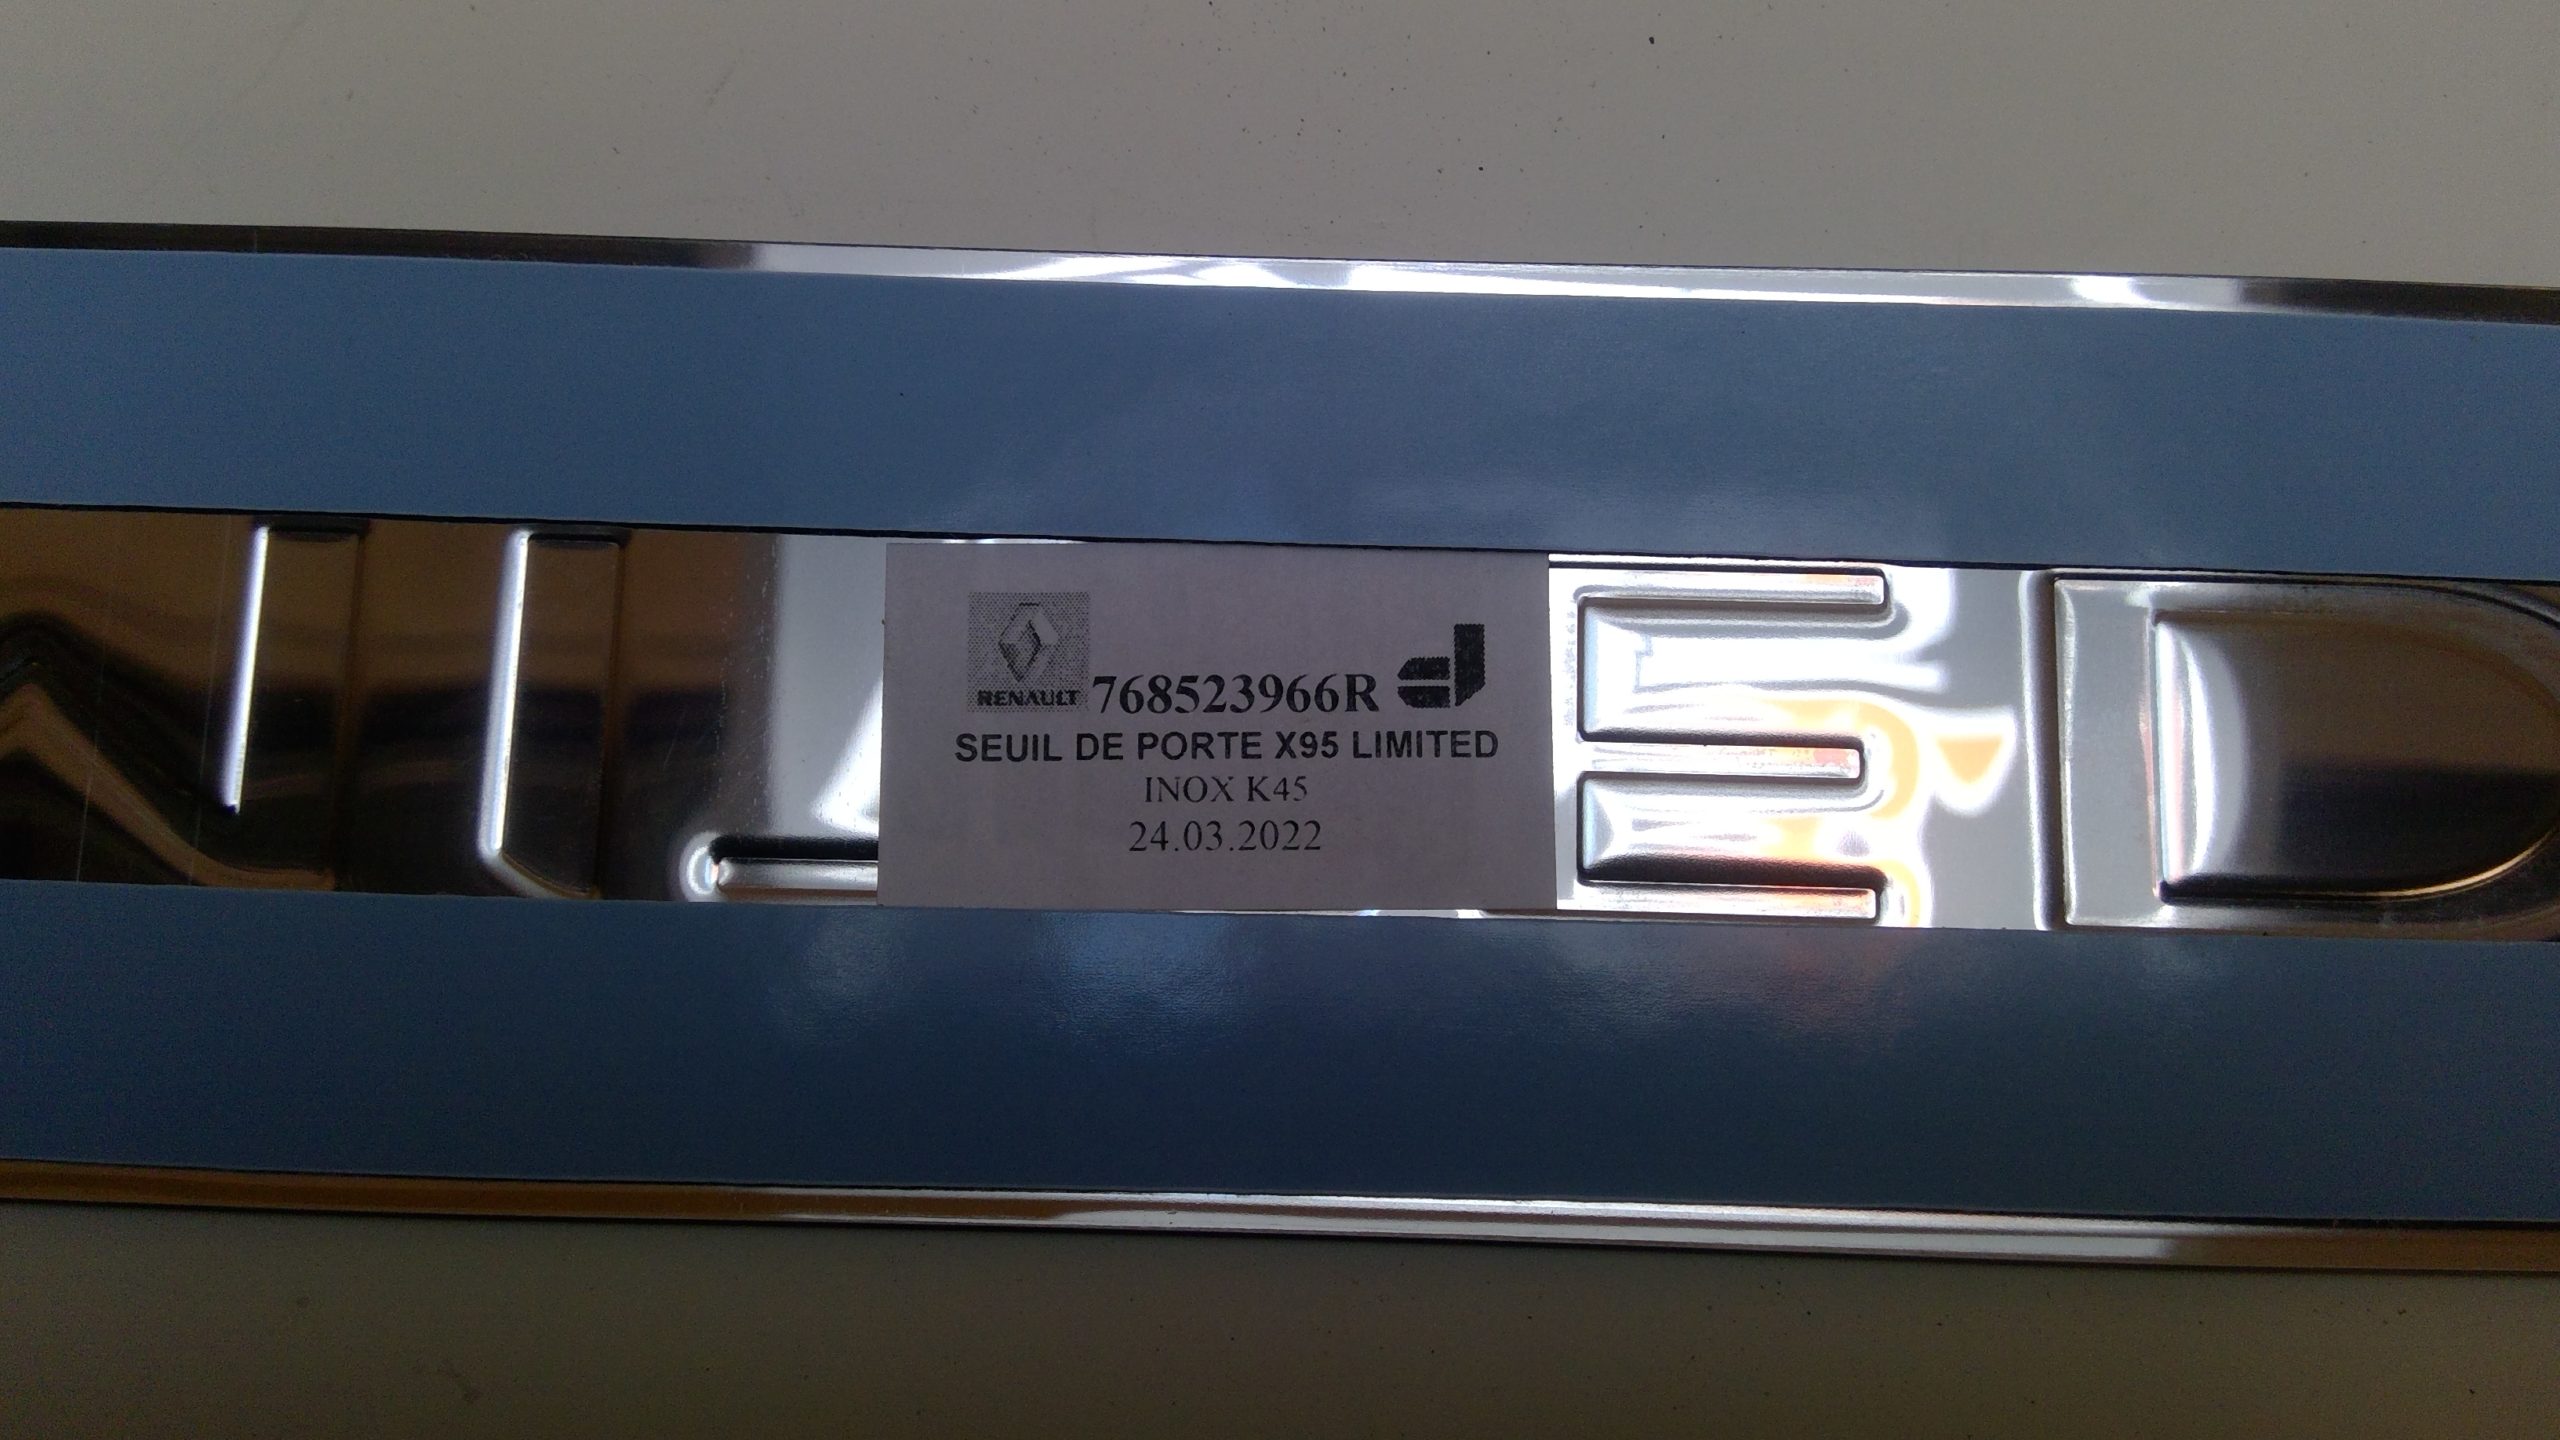 RENAULT 768523966R
SEUIL DE PORTE X95 LIMITED
INOX K45
24.03.2022